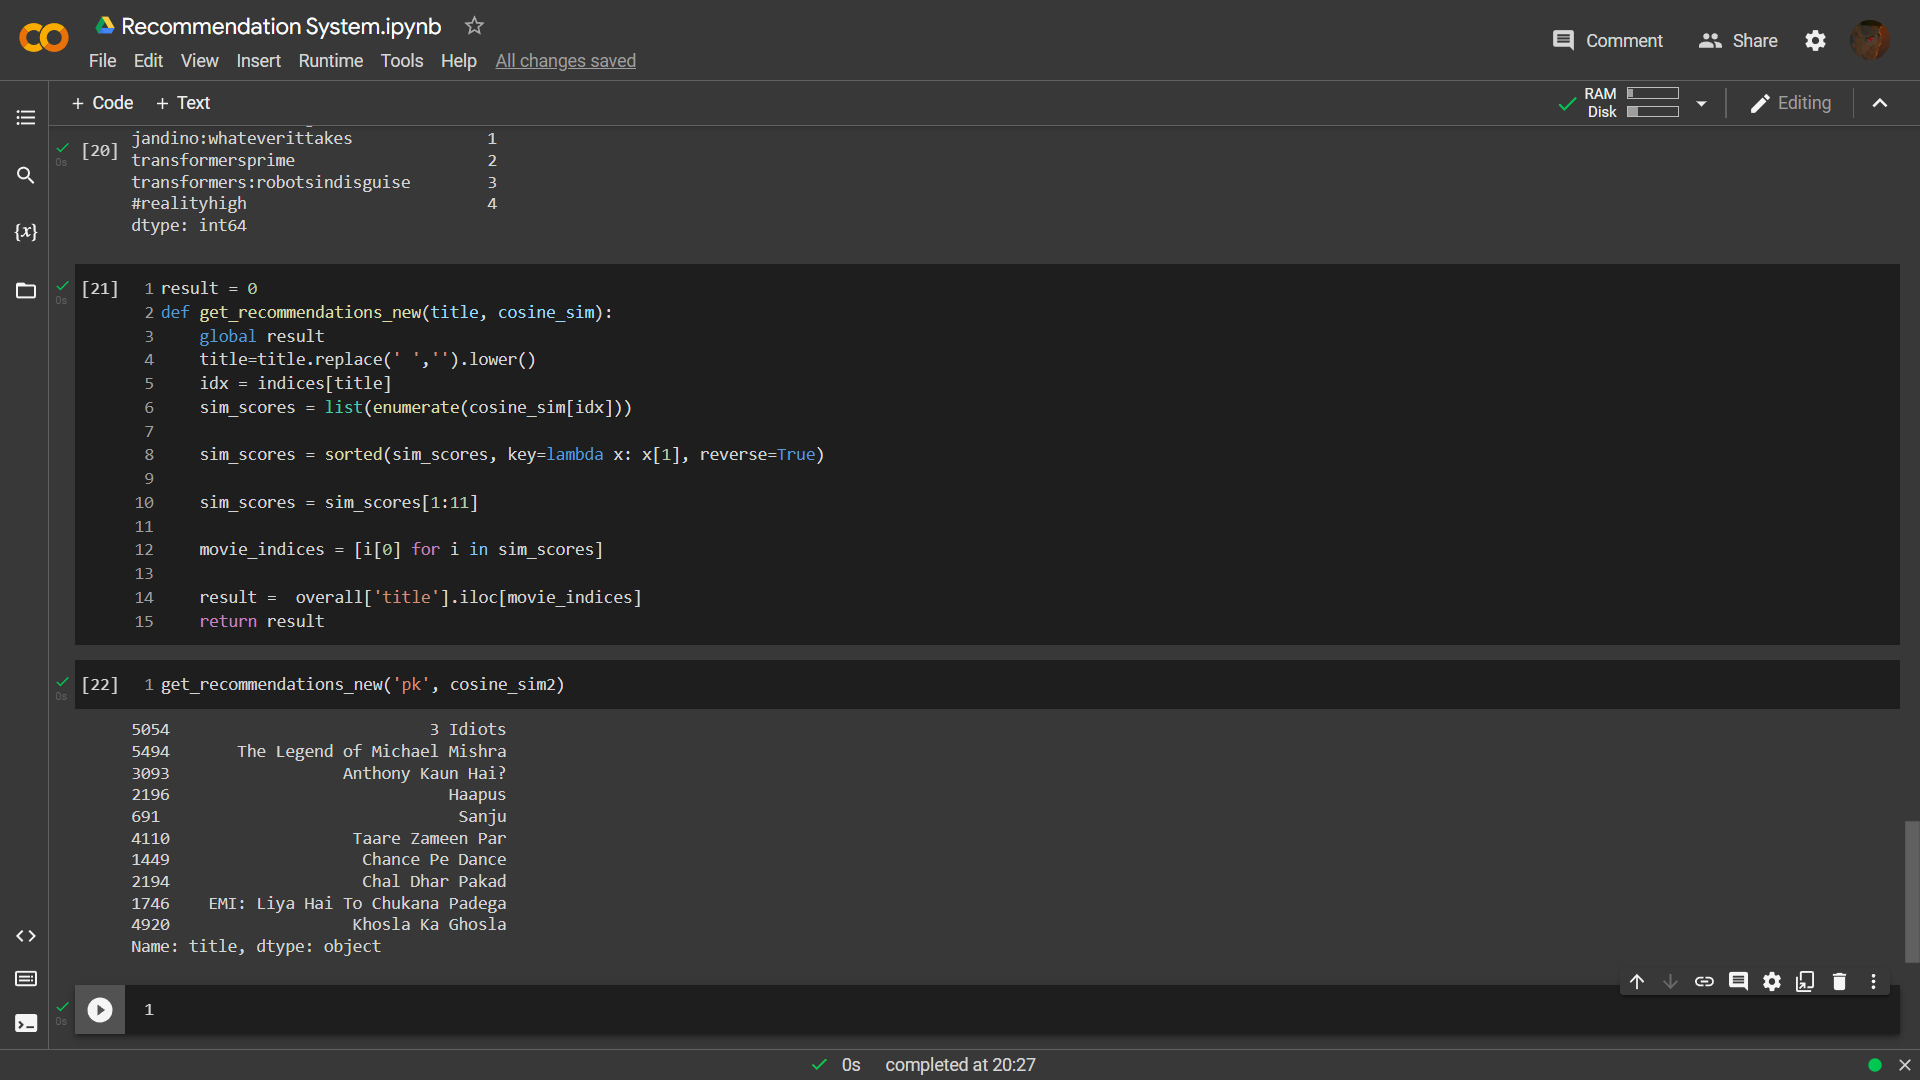 Recommendation System.ipynb
File Edit View Insert Runtime Tools Help All changes saved
Comment Share
+ Code + Text
RAM
Disk
Editing
[20]
0s
jandino:whateverittakes 1
transformersprime 2
transformers:robotsindisguise 3
#realityhigh 4
dtype: int64
[21]
0s
1 result = 0
2 def get_recommendations_new(title, cosine_sim):
3     global result
4     title=title.replace(' ','').lower()
5     idx = indices[title]
6     sim_scores = list(enumerate(cosine_sim[idx]))
7
8     sim_scores = sorted(sim_scores, key=lambda x: x[1], reverse=True)
9
10     sim_scores = sim_scores[1:11]
11
12     movie_indices = [i[0] for i in sim_scores]
13
14     result =  overall['title'].iloc[movie_indices]
15     return result
[22]
0s
1 get_recommendations_new('pk', cosine_sim2)
5054 3 Idiots
5494 The Legend of Michael Mishra
3093 Anthony Kaun Hai?
2196 Haapus
691 Sanju
4110 Taare Zameen Par
1449 Chance Pe Dance
2194 Chal Dhar Pakad
1746 EMI: Liya Hai To Chukana Padega
4920 Khosla Ka Ghosla
Name: title, dtype: object
0s
1
0s completed at 20:27